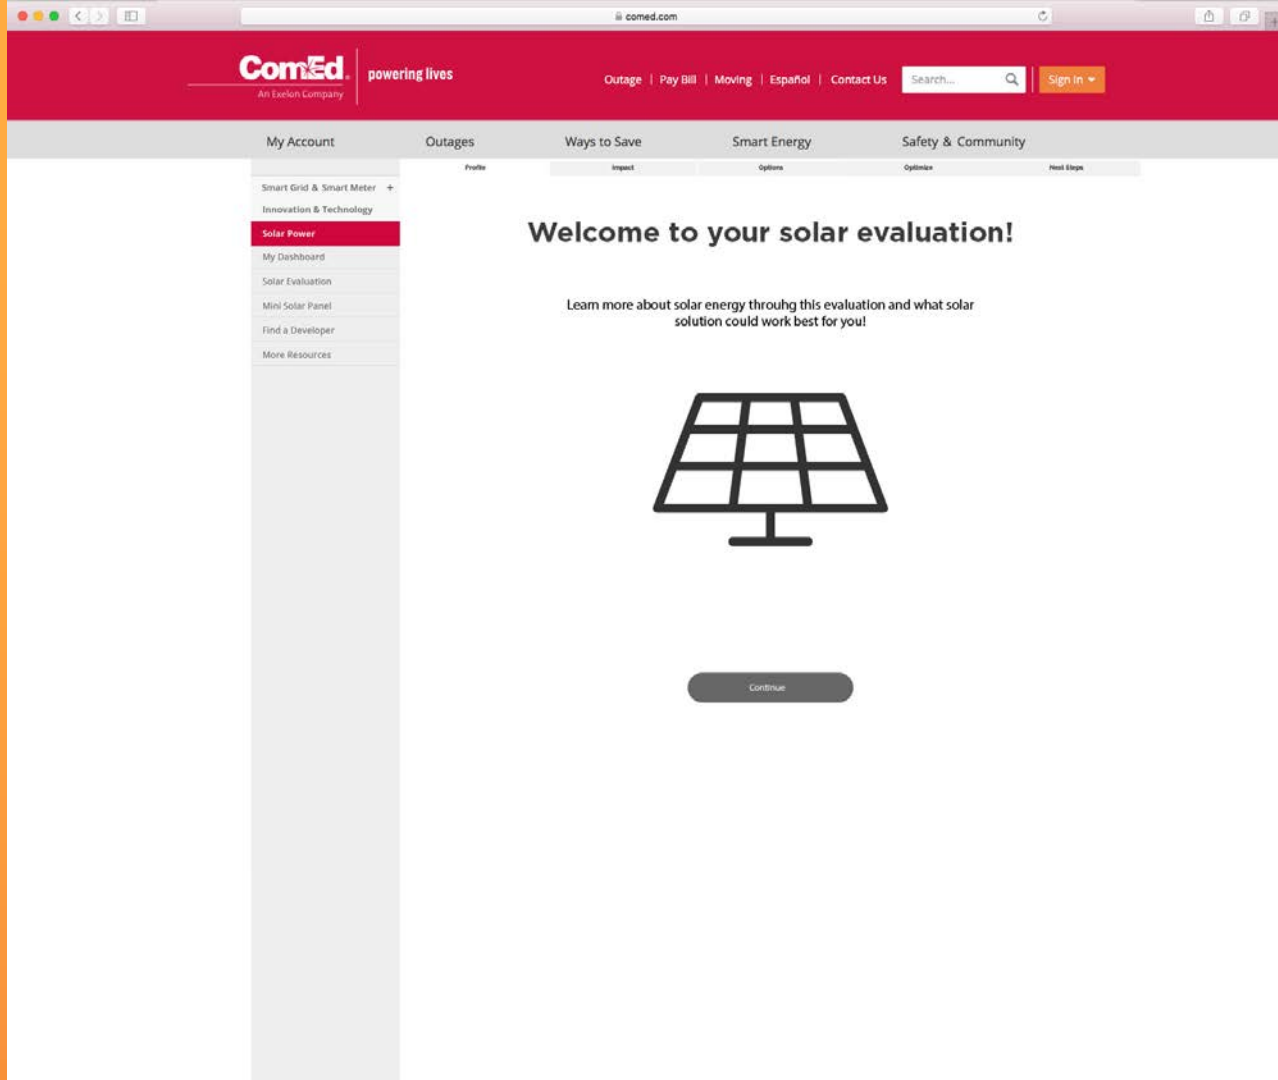 comed.com
ComEd.
An Exelon Company
powering lives
Outage | Pay Bill | Moving | Español | Contact Us
Search...
Sign In
My Account Outages Ways to Save Smart Energy Safety & Community
Profile Impact Options Optimize Next Steps
Smart Grid & Smart Meter +
Innovation & Technology
Solar Power
My Dashboard
Solar Evaluation
Mini Solar Panel
Find a Developer
More Resources
Welcome to your solar evaluation!
Learn more about solar energy throuhg this evaluation and what solar
solution could work best for you!
Continue